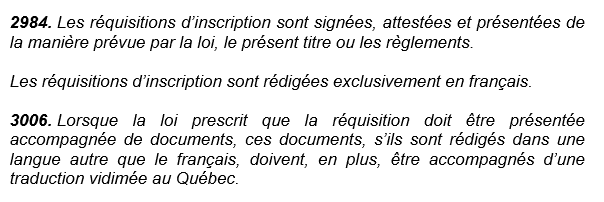 2984. Les réquisitions d’inscription sont signées, attestées et présentées de
la manière prévue par la loi, le présent titre ou les règlements.
Les réquisitions d’inscription sont rédigées exclusivement en français.
3006. Lorsque la loi prescrit que la réquisition doit être présentée
accompagnée de documents, ces documents, s’ils sont rédigés dans une
langue autre que le français, doivent, en plus, être accompagnés d’une
traduction vidimée au Québec.